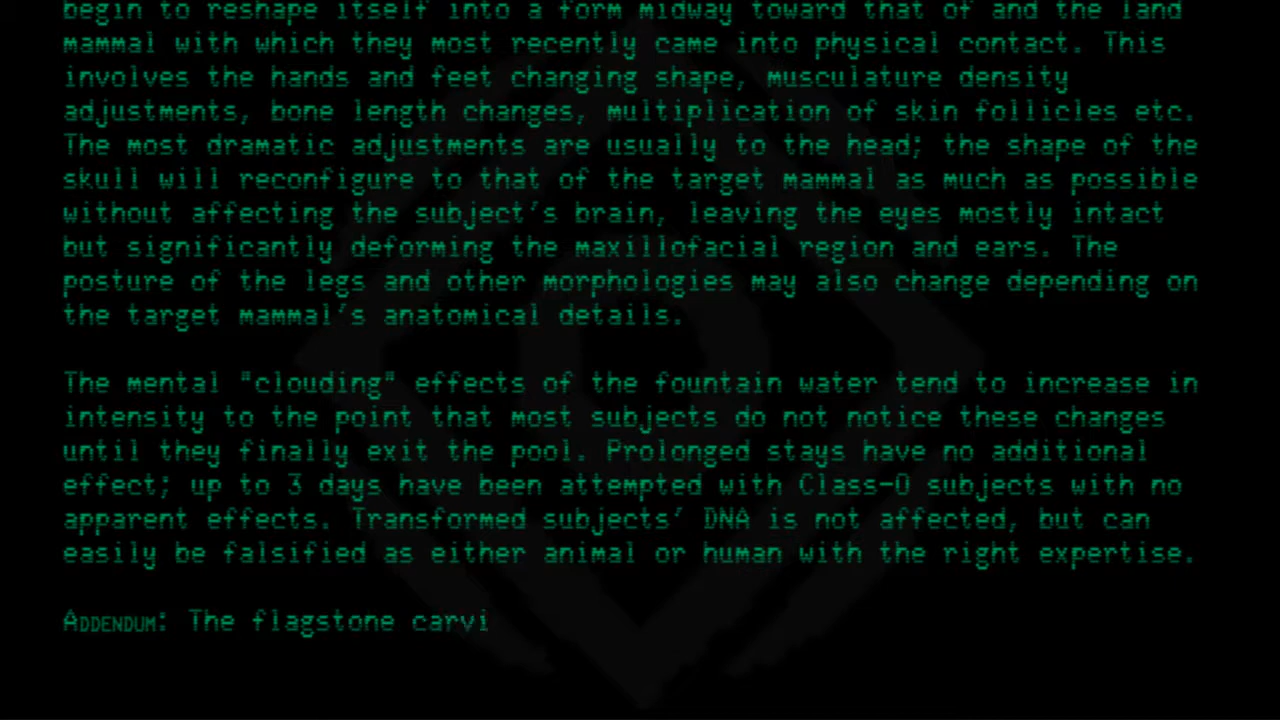 begin to reshape itself into a form midway toward that of and the land
mammal with which they most recently came into physical contact. This
involves the hands and feet changing shape, musculature density
adjustments, bone length changes, multiplication of skin follicles etc.
The most dramatic adjustments are usually to the head; the shape of the
skull will reconfigure to that of the target mammal as much as possible
without affecting the subject's brain, leaving the eyes mostly intact
but significantly deforming the maxillofacial region and ears. The
posture of the legs and other morphologies may also change depending on
the target mammal's anatomical details.
The mental "clouding" effects of the fountain water tend to increase in
intensity to the point that most subjects do not notice these changes
until they finally exit the pool. Prolonged stays have no additional
effect; up to 3 days have been attempted with Class-O subjects with no
apparent effects. Transformed subjects' DNA is not affected, but can
easily be falsified as either animal or human with the right expertise.
ADDENDUM: The flagstone carvi